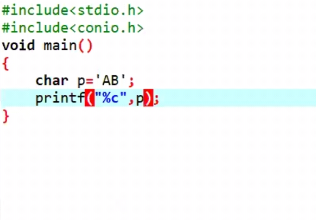 #include<stdio.h>
#include<conio.h>
void main()
{
    char p='AB';
    printf("%c",p);
}